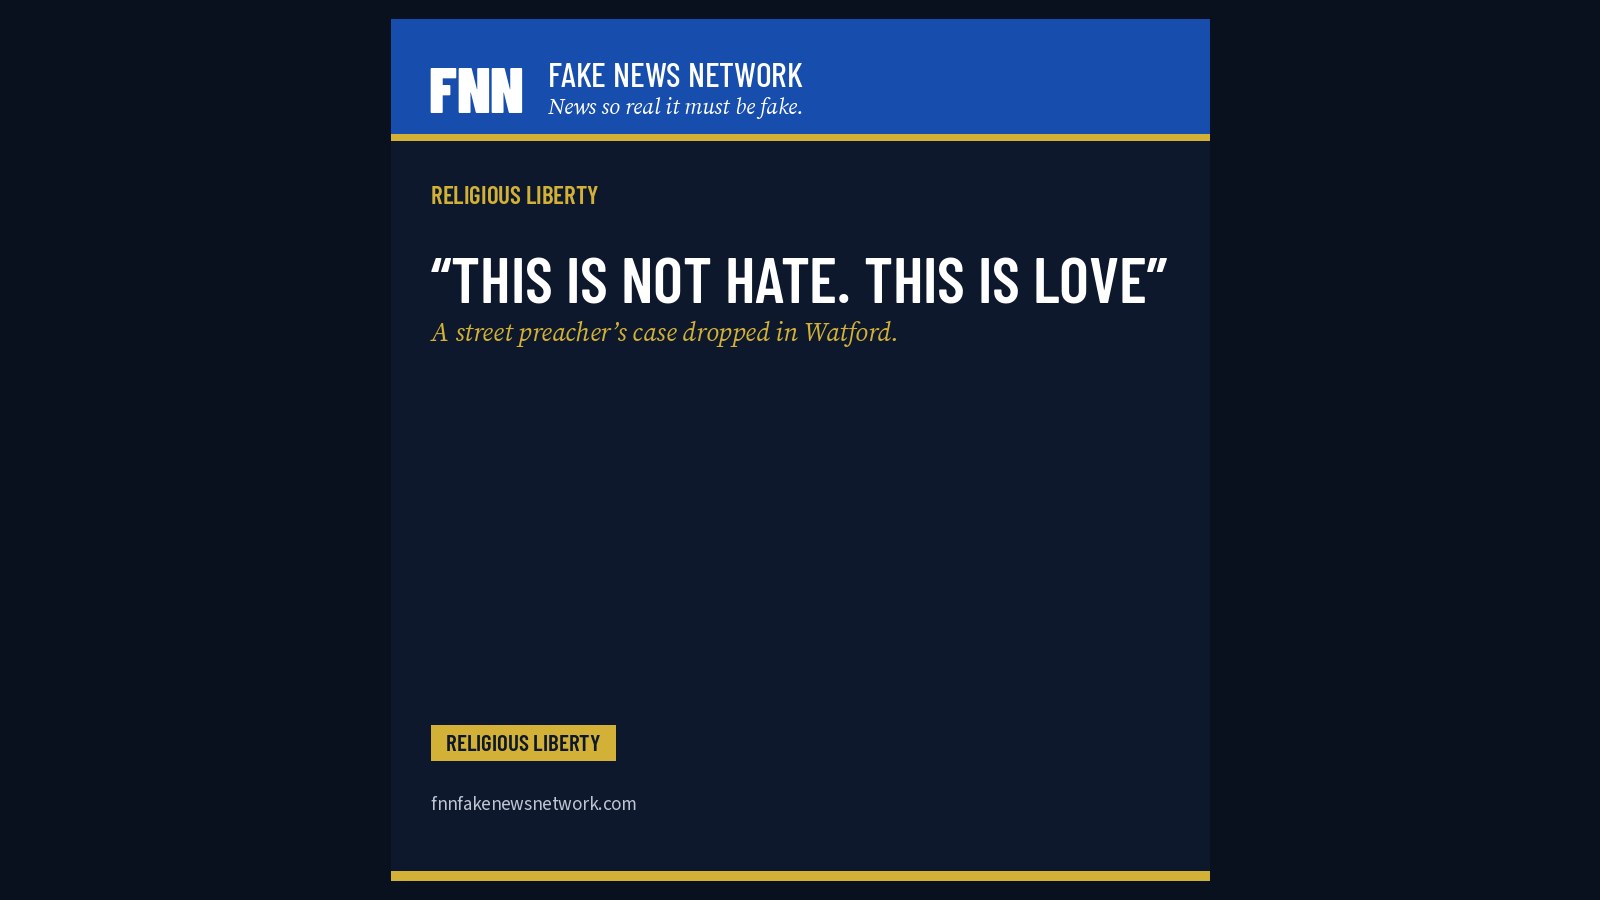 FNN
FAKE NEWS NETWORK
News so real it must be fake.
RELIGIOUS LIBERTY
“THIS IS NOT HATE. THIS IS LOVE”
A street preacher’s case dropped in Watford.
RELIGIOUS LIBERTY
fnnfakenewsnetwork.com